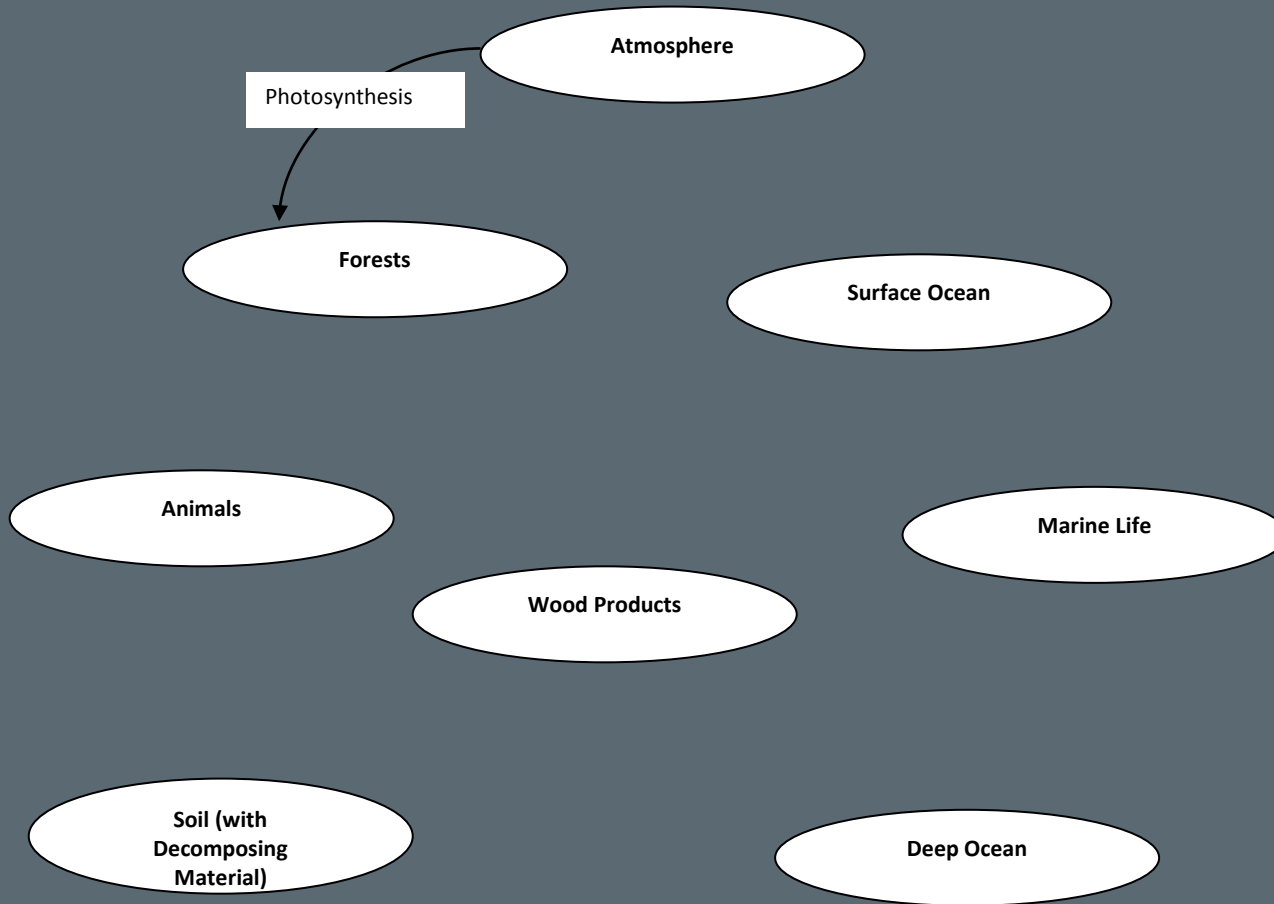 Atmosphere
Photosynthesis
Forests
Surface Ocean
Animals
Marine Life
Wood Products
Soil (with
Decomposing
Material)
Deep Ocean